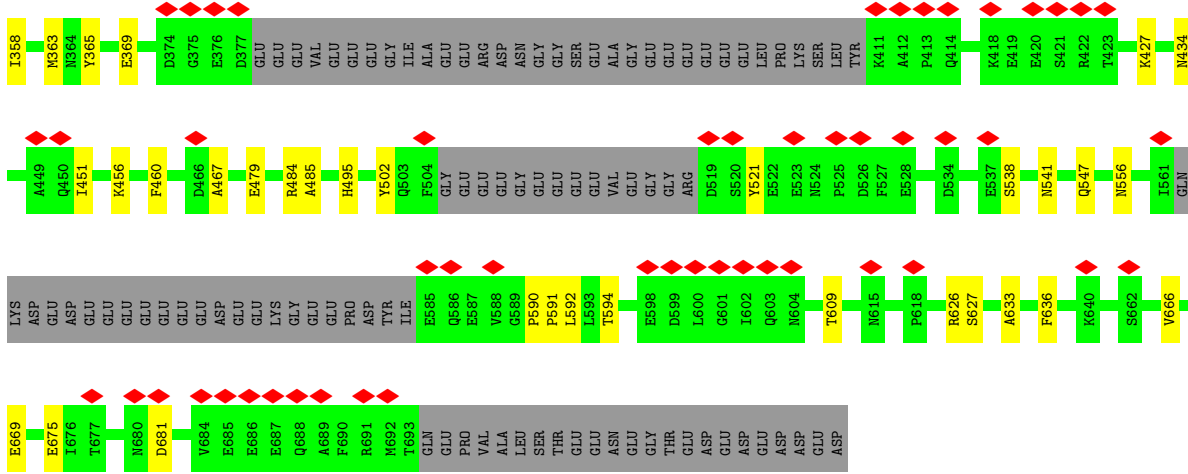 I358 M363 N364 Y365 E369 D374 G375 E376 D377 GLU GLU GLU VAL GLU GLU GLU GLY ILE ALA GLU GLU ARG ASP ASN GLY GLY SER GLU ALA GLY GLU GLU GLU GLU GLU GLU LEU PRO LYS SER LEU TYR K411 A412 P413 Q414 K418 E419 E420 S421 R422 T423 K427 N434
A449 Q450 I451 K456 F460 D466 A467 E479 R484 A485 H495 Y502 Q503 F504 GLY GLU GLU GLU GLY GLU GLU GLU GLU VAL GLU GLY GLY ARG D519 S520 Y521 E522 E523 N524 P525 D526 F527 E528 D534 E537 S538 N541 Q547 N556 I561 GLN
LYS ASP GLU ASP GLU GLU GLU GLU GLU GLU GLU ASP GLU GLU LYS GLY GLU GLU PRO ASP TYR ILE E585 Q586 E587 V588 G589 P590 P591 L592 L593 T594 E598 D599 L600 G601 I602 Q603 N604 T609 N615 P618 R626 S627 A633 F636 K640 S662 V666
E669 E675 I676 T677 N680 D681 V684 E685 E686 E687 Q688 A689 F690 R691 M692 T693 GLN GLU PRO VAL ALA LEU SER THR GLU GLU ASN GLU GLY THR GLU ASP GLU ASP GLU ASP ASP GLU ASP